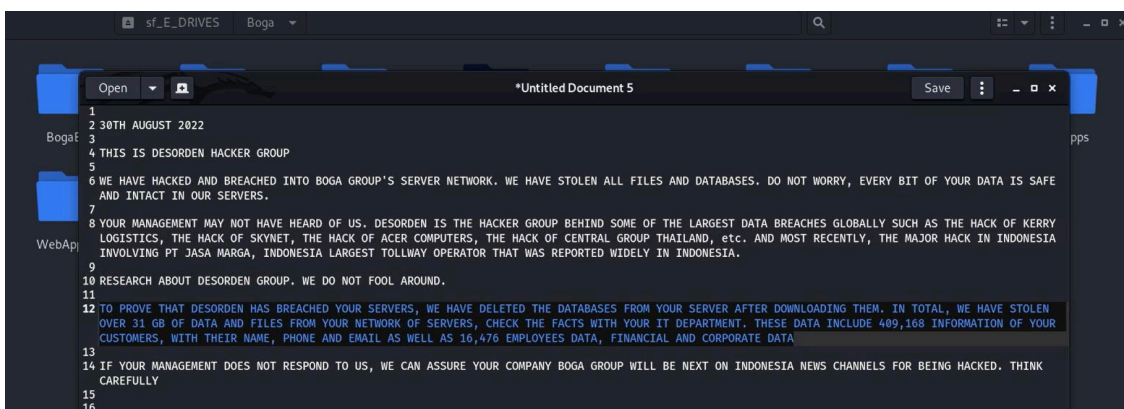 sf_E_DRIVES Boga
Open *Untitled Document 5 Save
1
2 30TH AUGUST 2022
BogaE 3 pps
4 THIS IS DESORDEN HACKER GROUP
5
6 WE HAVE HACKED AND BREACHED INTO BOGA GROUP'S SERVER NETWORK. WE HAVE STOLEN ALL FILES AND DATABASES. DO NOT WORRY, EVERY BIT OF YOUR DATA IS SAFE
AND INTACT IN OUR SERVERS.
7
8 YOUR MANAGEMENT MAY NOT HAVE HEARD OF US. DESORDEN IS THE HACKER GROUP BEHIND SOME OF THE LARGEST DATA BREACHES GLOBALLY SUCH AS THE HACK OF KERRY
WebAp LOGISTICS, THE HACK OF SKYNET, THE HACK OF ACER COMPUTERS, THE HACK OF CENTRAL GROUP THAILAND, etc. AND MOST RECENTLY, THE MAJOR HACK IN INDONESIA
INVOLVING PT JASA MARGA, INDONESIA LARGEST TOLLWAY OPERATOR THAT WAS REPORTED WIDELY IN INDONESIA.
9
10 RESEARCH ABOUT DESORDEN GROUP. WE DO NOT FOOL AROUND.
11
12 TO PROVE THAT DESORDEN HAS BREACHED YOUR SERVERS, WE HAVE DELETED THE DATABASES FROM YOUR SERVER AFTER DOWNLOADING THEM. IN TOTAL, WE HAVE STOLEN
OVER 31 GB OF DATA AND FILES FROM YOUR NETWORK OF SERVERS, CHECK THE FACTS WITH YOUR IT DEPARTMENT. THESE DATA INCLUDE 409,168 INFORMATION OF YOUR
CUSTOMERS, WITH THEIR NAME, PHONE AND EMAIL AS WELL AS 16,476 EMPLOYEES DATA, FINANCIAL AND CORPORATE DATA
13
14 IF YOUR MANAGEMENT DOES NOT RESPOND TO US, WE CAN ASSURE YOUR COMPANY BOGA GROUP WILL BE NEXT ON INDONESIA NEWS CHANNELS FOR BEING HACKED. THINK
CAREFULLY
15
16